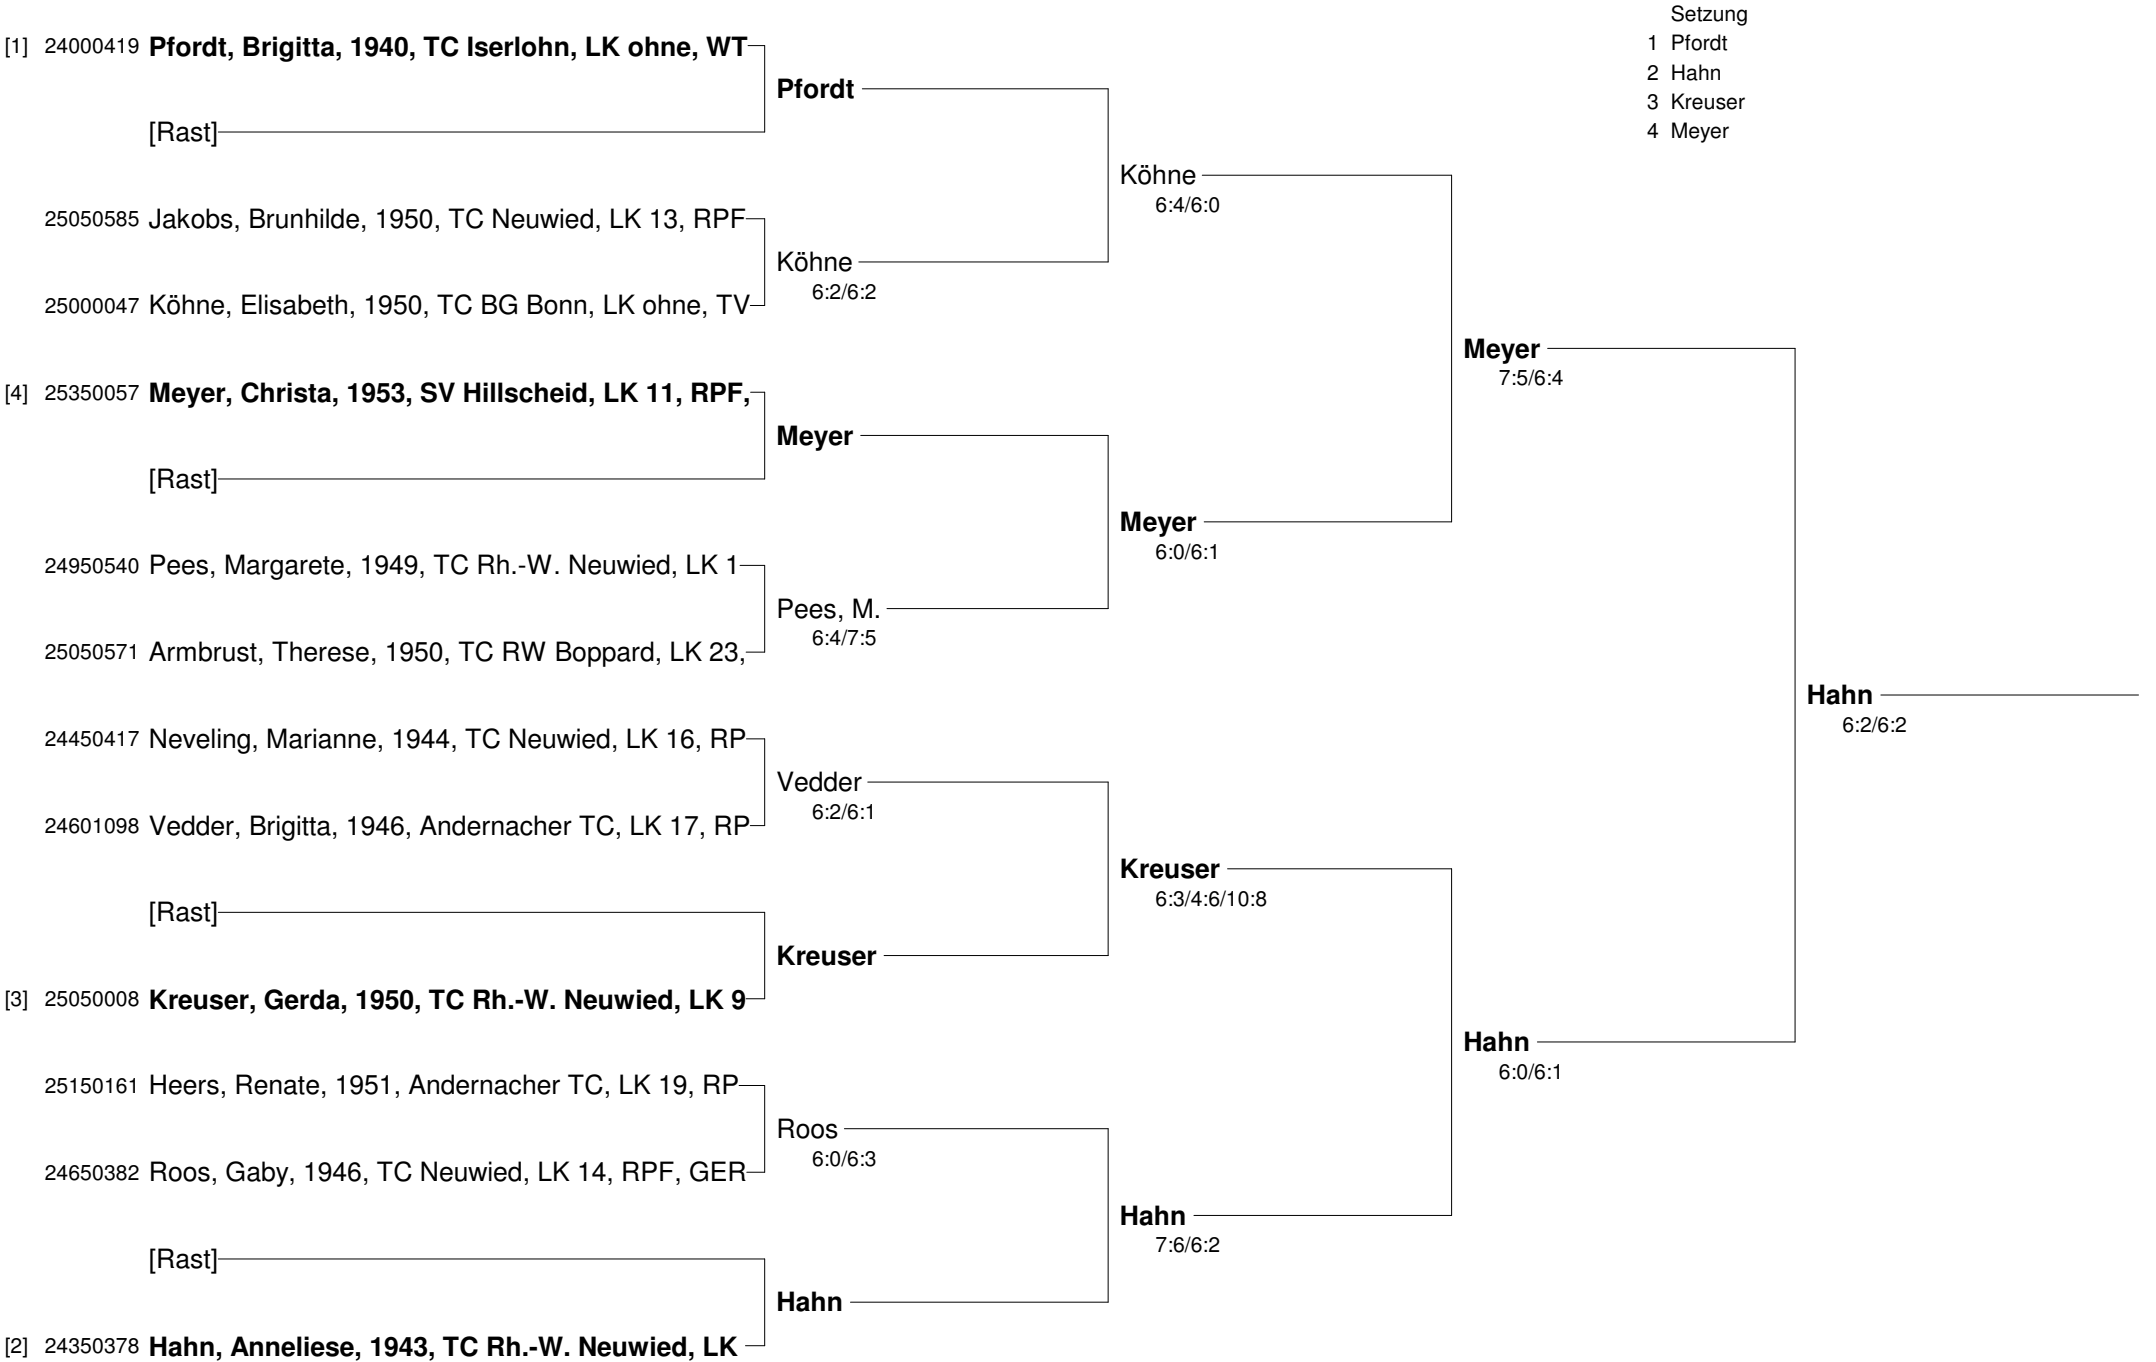 Setzung
1 Pfordt
2 Hahn
3 Kreuser
4 Meyer
[1] 24000419 Pfordt, Brigitta, 1940, TC Iserlohn, LK ohne, WT
Pfordt
[Rast]
Köhne
6:4/6:0
25050585 Jakobs, Brunhilde, 1950, TC Neuwied, LK 13, RPF
Köhne
6:2/6:2
25000047 Köhne, Elisabeth, 1950, TC BG Bonn, LK ohne, TV
Meyer
7:5/6:4
[4] 25350057 Meyer, Christa, 1953, SV Hillscheid, LK 11, RPF,
Meyer
[Rast]
Meyer
6:0/6:1
24950540 Pees, Margarete, 1949, TC Rh.-W. Neuwied, LK 1
Pees, M.
6:4/7:5
25050571 Armbrust, Therese, 1950, TC RW Boppard, LK 23,
Hahn
6:2/6:2
24450417 Neveling, Marianne, 1944, TC Neuwied, LK 16, RP
Vedder
6:2/6:1
24601098 Vedder, Brigitta, 1946, Andernacher TC, LK 17, RP
Kreuser
6:3/4:6/10:8
[Rast]
Kreuser
[3] 25050008 Kreuser, Gerda, 1950, TC Rh.-W. Neuwied, LK 9
Hahn
6:0/6:1
25150161 Heers, Renate, 1951, Andernacher TC, LK 19, RP
Roos
6:0/6:3
24650382 Roos, Gaby, 1946, TC Neuwied, LK 14, RPF, GER
Hahn
7:6/6:2
[Rast]
Hahn
[2] 24350378 Hahn, Anneliese, 1943, TC Rh.-W. Neuwied, LK